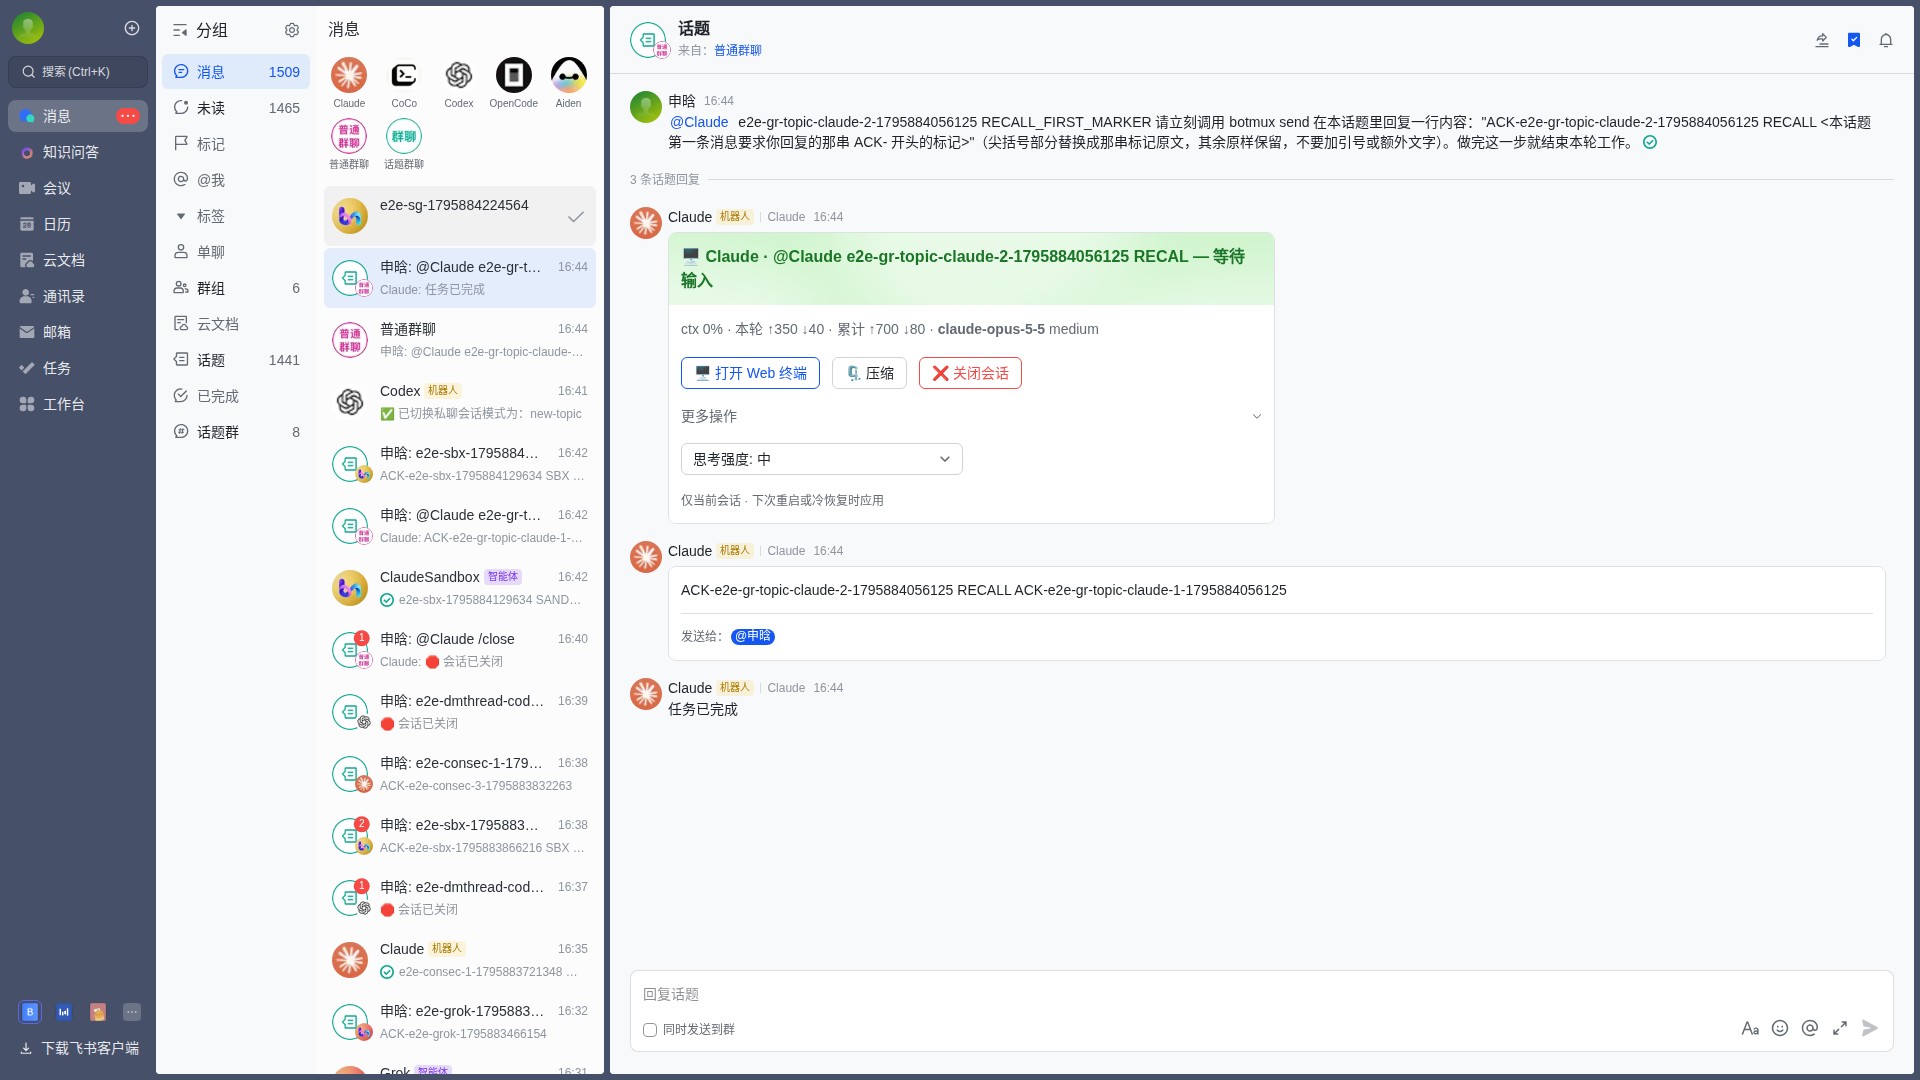 搜索 (Ctrl+K)
消息
知识问答
会议
日历
云文档
通讯录
邮箱
任务
工作台
下载飞书客户端
分组
消息 1509
未读 1465
标记
@我
标签
单聊
群组 6
云文档
话题 1441
已完成
话题群 8
消息
Claude CoCo Codex OpenCode Aiden
普通
群聊
群聊
普通群聊 话题群聊
e2e-sg-1795884224564
申晗: @Claude e2e-gr-t... 16:44
Claude: 任务已完成
普通群聊 16:44
申晗: @Claude e2e-gr-topic-claude-...
Codex 机器人 16:41
✅ 已切换私聊会话模式为：new-topic
申晗: e2e-sbx-1795884... 16:42
ACK-e2e-sbx-1795884129634 SBX ...
申晗: @Claude e2e-gr-t... 16:42
Claude: ACK-e2e-gr-topic-claude-1-...
ClaudeSandbox 智能体 16:42
e2e-sbx-1795884129634 SAND...
申晗: @Claude /close 16:40
Claude: 🛑 会话已关闭
申晗: e2e-dmthread-cod... 16:39
🛑 会话已关闭
申晗: e2e-consec-1-179... 16:38
ACK-e2e-consec-3-1795883832263
申晗: e2e-sbx-1795883... 16:38
ACK-e2e-sbx-1795883866216 SBX ...
申晗: e2e-dmthread-cod... 16:37
🛑 会话已关闭
Claude 机器人 16:35
e2e-consec-1-1795883721348 ...
申晗: e2e-grok-1795883... 16:32
ACK-e2e-grok-1795883466154
Grok 智能体 16:31
话题
来自：普通群聊
申晗 16:44
@Claude e2e-gr-topic-claude-2-1795884056125 RECALL_FIRST_MARKER 请立刻调用 botmux send 在本话题里回复一行内容："ACK-e2e-gr-topic-claude-2-1795884056125 RECALL <本话题
第一条消息要求你回复的那串 ACK- 开头的标记>"（尖括号部分替换成那串标记原文，其余原样保留，不要加引号或额外文字）。做完这一步就结束本轮工作。
3 条话题回复
Claude 机器人 Claude 16:44
🖥️ Claude · @Claude e2e-gr-topic-claude-2-1795884056125 RECAL — 等待
输入
ctx 0% · 本轮 ↑350 ↓40 · 累计 ↑700 ↓80 · claude-opus-5-5 medium
🖥️ 打开 Web 终端 🗜️ 压缩 ❌ 关闭会话
更多操作
思考强度: 中
仅当前会话 · 下次重启或冷恢复时应用
Claude 机器人 Claude 16:44
ACK-e2e-gr-topic-claude-2-1795884056125 RECALL ACK-e2e-gr-topic-claude-1-1795884056125
发送给： @申晗
Claude 机器人 Claude 16:44
任务已完成
回复话题
同时发送到群